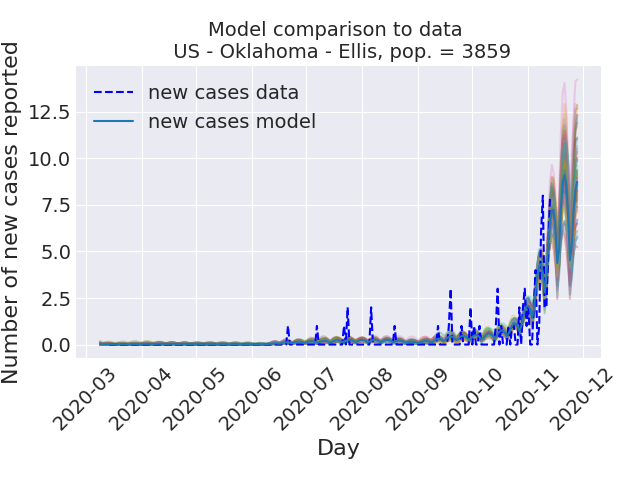 Model comparison to data
US - Oklahoma - Ellis, pop. = 3859
new cases data
new cases model
Number of new cases reported
12.5
10.0
7.5
5.0
2.5
0.0
2020-03
2020-04
2020-05
2020-06
2020-07
2020-08
2020-09
2020-10
2020-11
2020-12
Day